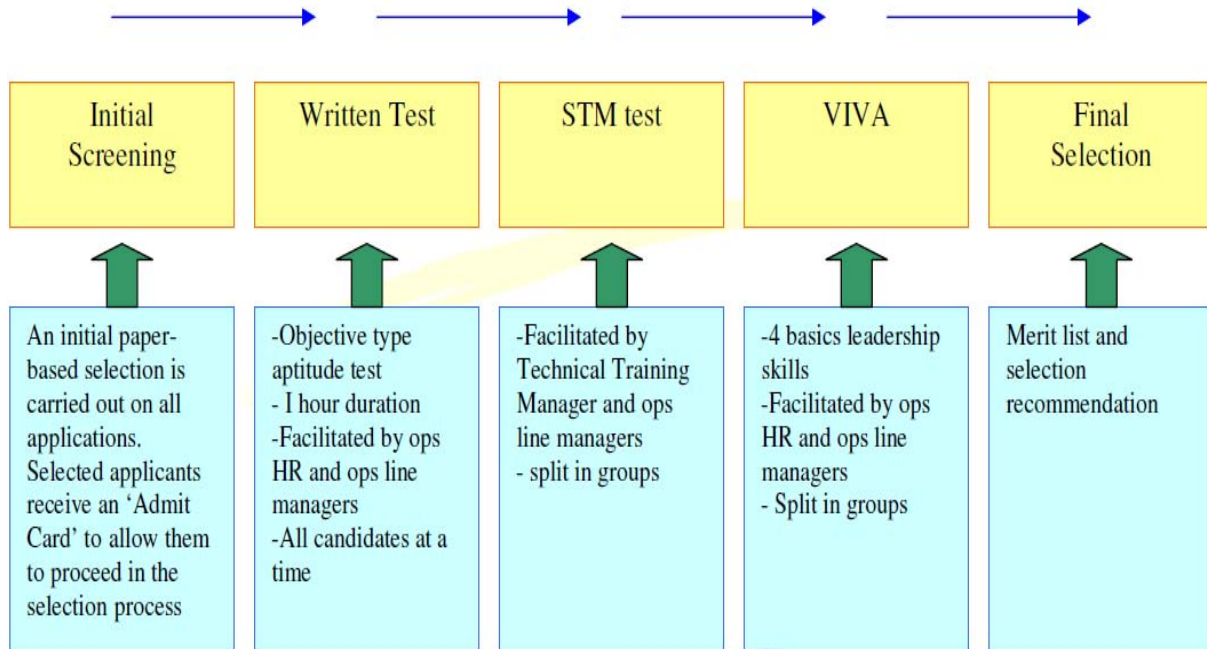 Initial
Screening
Written Test
STM test
VIVA
Final
Selection
An initial paper-
based selection is
carried out on all
applications.
Selected applicants
receive an ‘Admit
Card’ to allow them
to proceed in the
selection process
-Objective type
aptitude test
- I hour duration
-Facilitated by ops
HR and ops line
managers
-All candidates at a
time
-Facilitated by
Technical Training
Manager and ops
line managers
- split in groups
-4 basics leadership
skills
-Facilitated by ops
HR and ops line
managers
- Split in groups
Merit list and
selection
recommendation